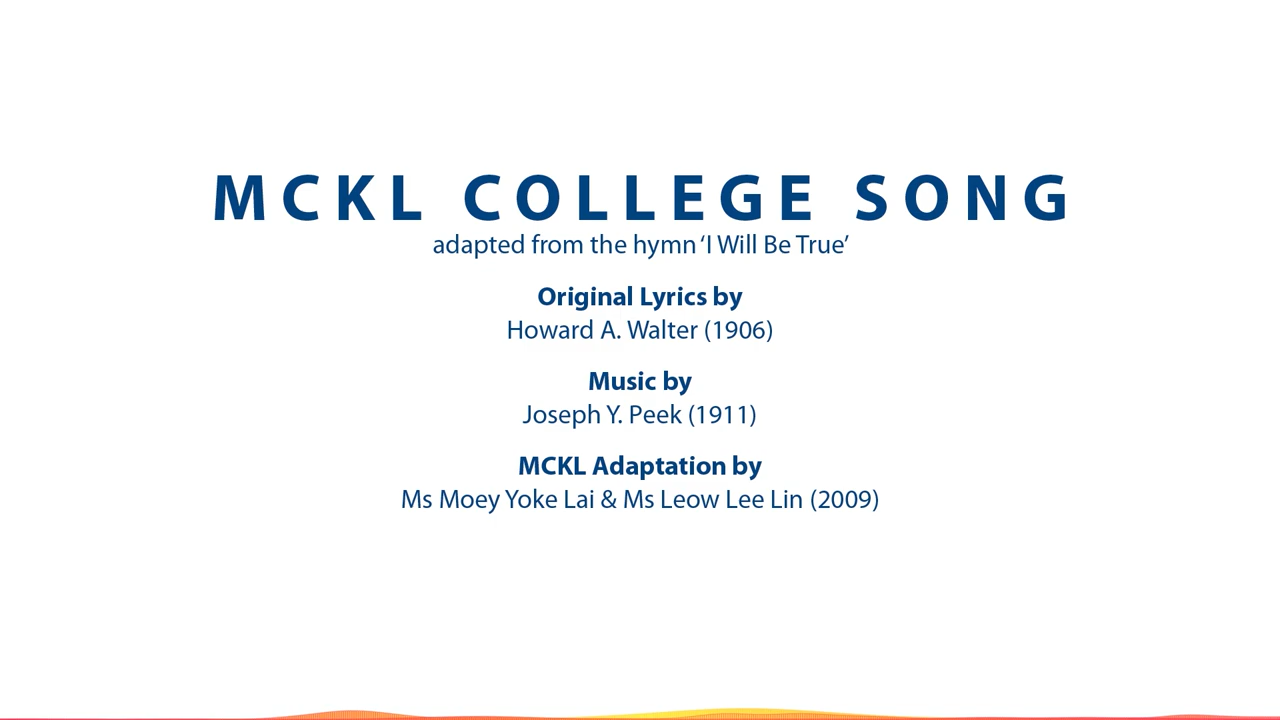 MCKL COLLEGE SONG
adapted from the hymn ‘I Will Be True’
Original Lyrics by
Howard A. Walter (1906)
Music by
Joseph Y. Peek (1911)
MCKL Adaptation by
Ms Moey Yoke Lai & Ms Leow Lee Lin (2009)